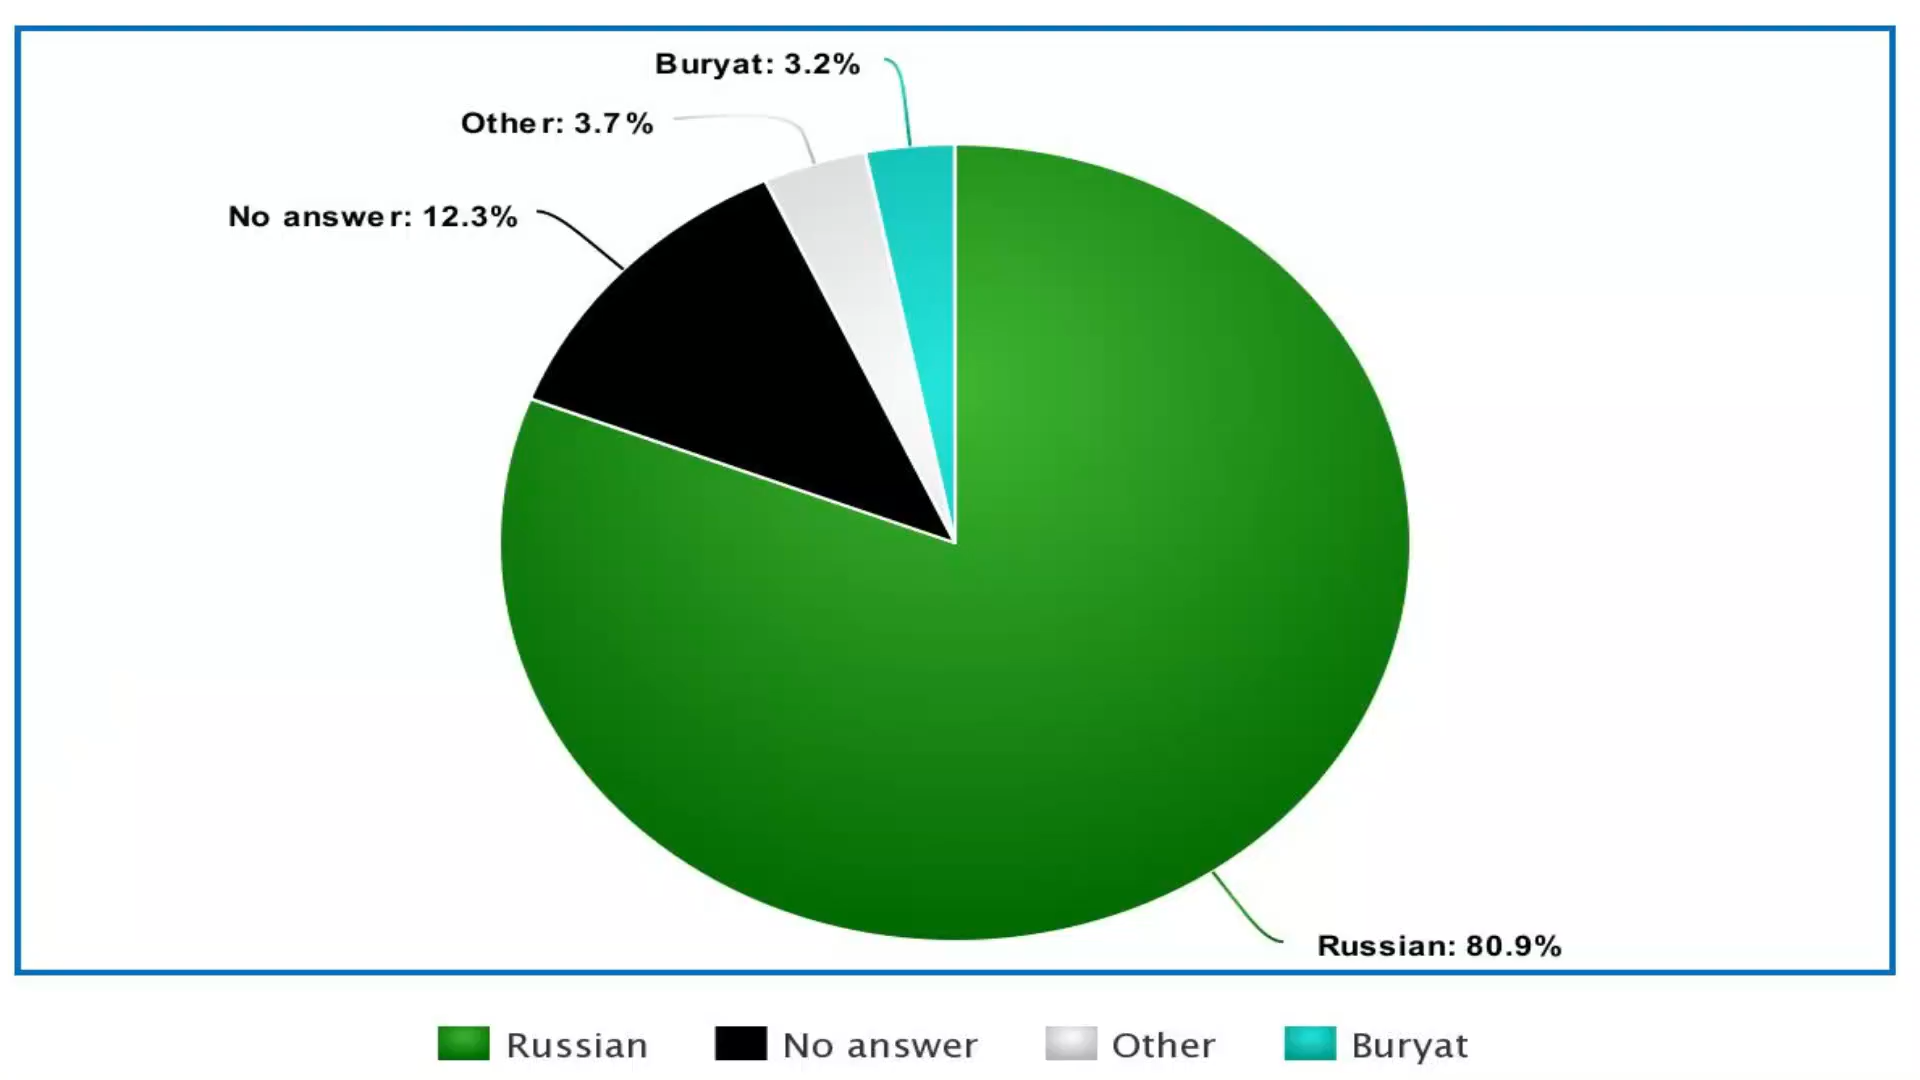 Buryat: 3.2%
Other: 3.7%
No answer: 12.3%
Russian: 80.9%
Russian No answer Other Buryat